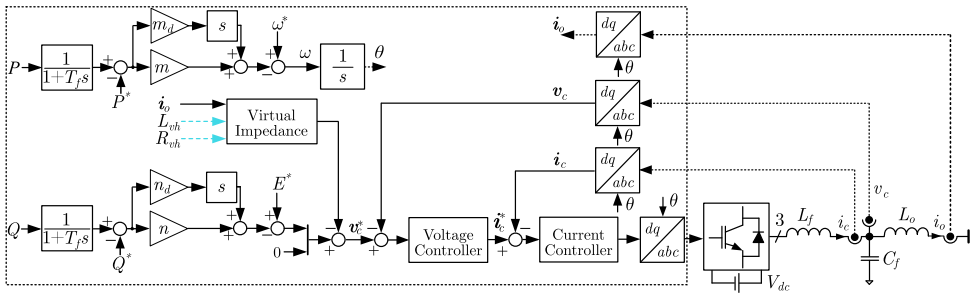 m_d
s
ω*
i_o
dq
abc
P
1
1+T_f s
+
−
m
+
+
+
−
ω
1
s
θ
θ
P*
i_o
L_vh
R_vh
Virtual
Impedance
v_c
dq
abc
θ
i_c
dq
abc
n_d
s
E*
v_c
Q
1
1+T_f s
+
−
n
+
+
+
−
0
−
+
v_c*
−
+
Voltage
Controller
i_c*
−
+
Current
Controller
θ
θ
dq
abc
3
L_f
i_c
L_o
i_o
Q*
C_f
V_dc